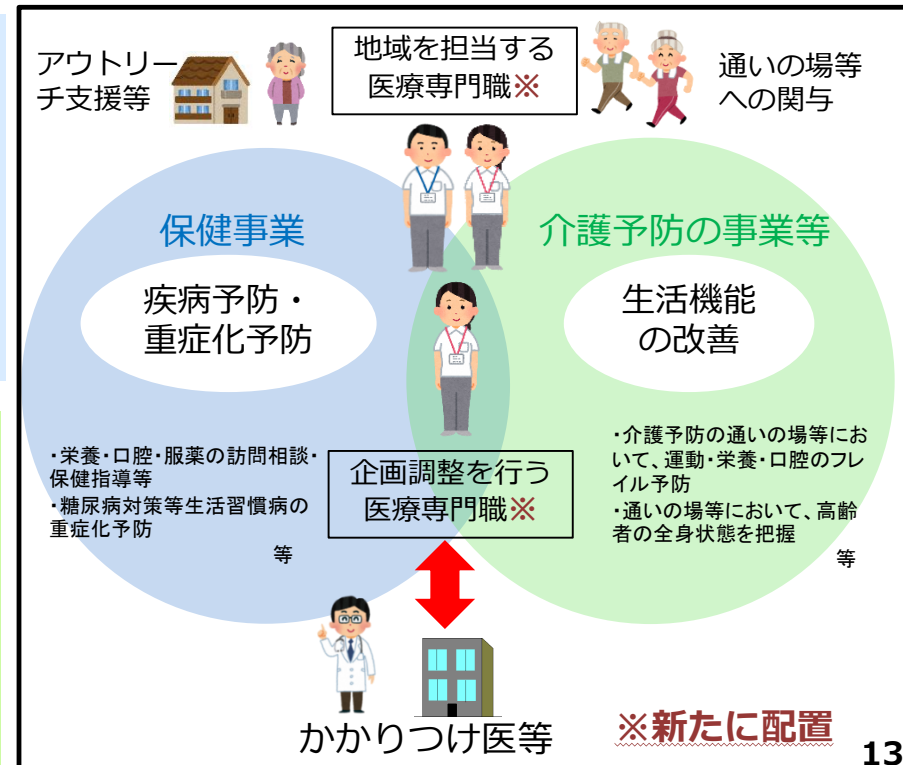 アウトリー
チ支援等
地域を担当する
医療専門職※
通いの場等
への関与
保健事業
疾病予防・
重症化予防
・栄養・口腔・服薬の訪問相談・
保健指導等
・糖尿病対策等生活習慣病の
重症化予防
等
介護予防の事業等
生活機能
の改善
・介護予防の通いの場等にお
いて、運動・栄養・口腔のフレ
イル予防
・通いの場等において、高齢
者の全身状態を把握
等
企画調整を行う
医療専門職※
かかりつけ医等
※新たに配置
13